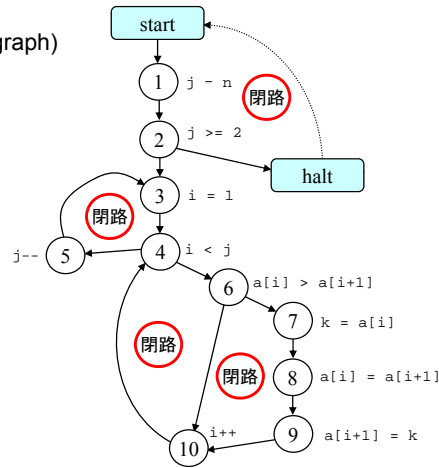 graph)
start
1 j - n
閉路
2 j >= 2
halt
3 i = 1
閉路
4 i < j
j-- 5
6 a[i] > a[i+1]
7 k = a[i]
閉路
閉路
8 a[i] = a[i+1]
9 a[i+1] = k
10 i++